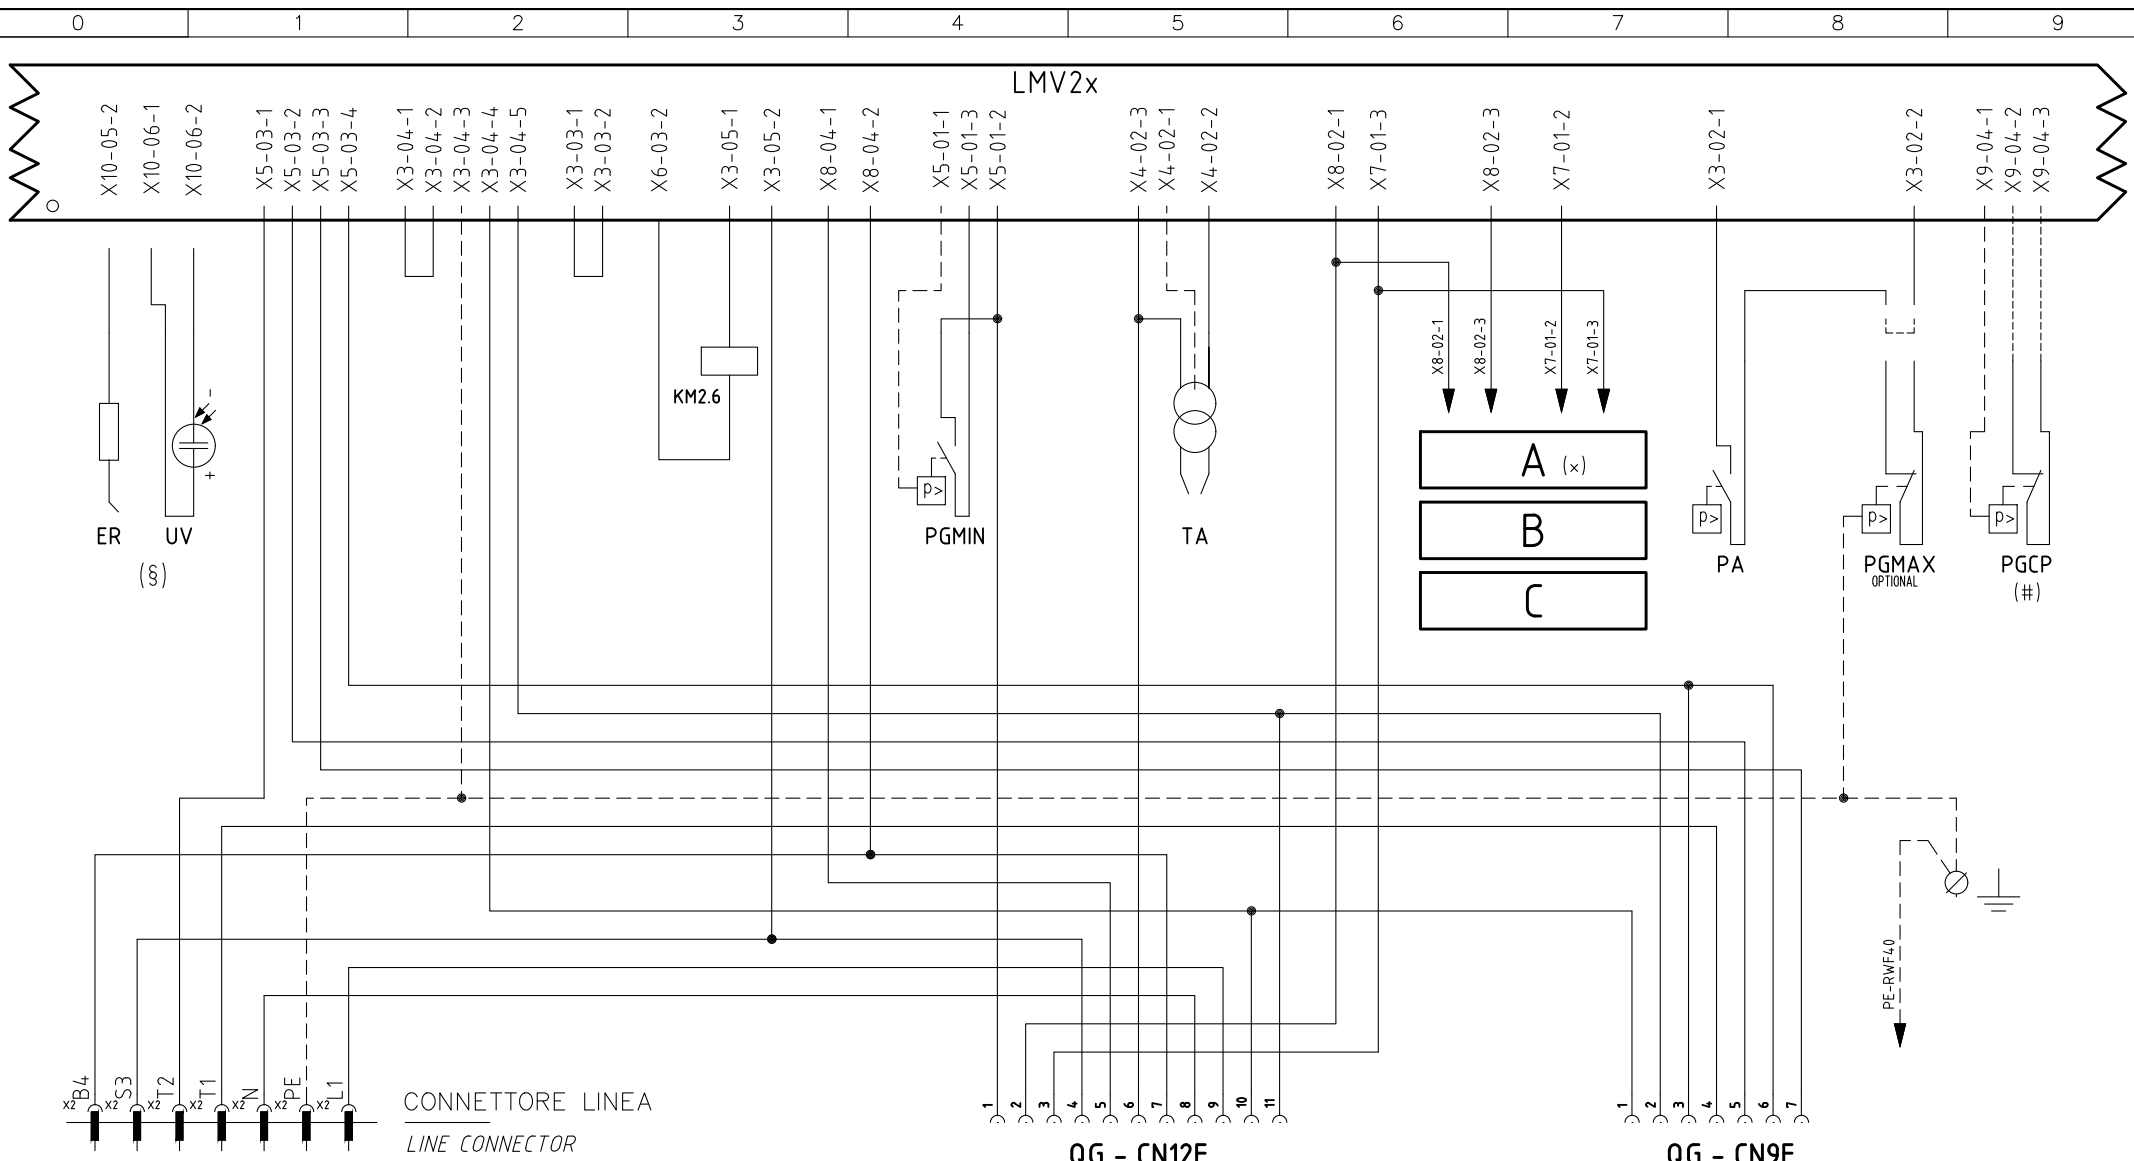 0 1 2 3 4 5 6 7 8 9
LMV2x
X10-05-2
X10-06-1
X10-06-2
X5-03-1
X5-03-2
X5-03-3
X5-03-4
X3-04-1
X3-04-2
X3-04-3
X3-04-4
X3-04-5
X3-03-1
X3-03-2
X6-03-2
X3-05-1
X3-05-2
X8-04-1
X8-04-2
X5-01-1
X5-01-3
X5-01-2
X4-02-3
X4-02-1
X4-02-2
X8-02-1
X7-01-3
X8-02-3
X7-01-2
X3-02-1
X3-02-2
X9-04-1
X9-04-2
X9-04-3
X8-02-1
X8-02-3
X7-01-2
X7-01-3
KM2.6
-
+
A (x)
B
C
p>
p>
p>
p>
ER
UV
(§)
PGMIN
TA
PA
PGMAX
OPTIONAL
PGCP
(#)
PE-RWF40
X2 B4
X2 S3
X2 T2
X2 T1
X2 N
X2 PE
X2 L1
CONNETTORE LINEA
LINE CONNECTOR
1 2 3 4 5 6 7 8 9 10 11
QG - CN12F
1 2 3 4 5 6 7
QG - CN9F